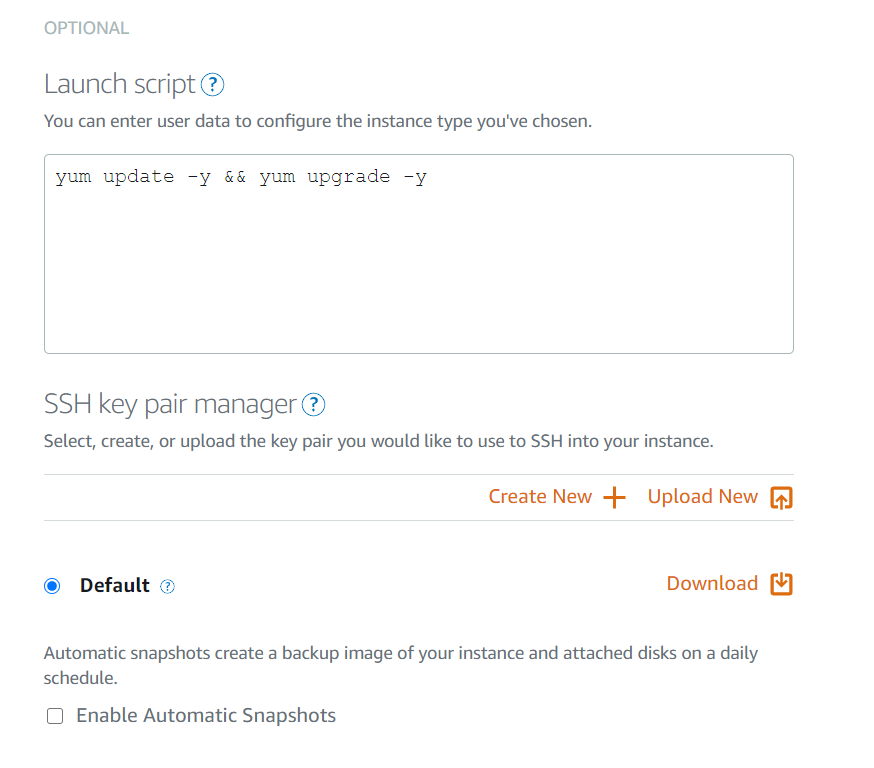 OPTIONAL
Launch script ?
You can enter user data to configure the instance type you've chosen.
yum update -y && yum upgrade -y
SSH key pair manager ?
Select, create, or upload the key pair you would like to use to SSH into your instance.
Create New + Upload New
Default ? Download
Automatic snapshots create a backup image of your instance and attached disks on a daily
schedule.
Enable Automatic Snapshots